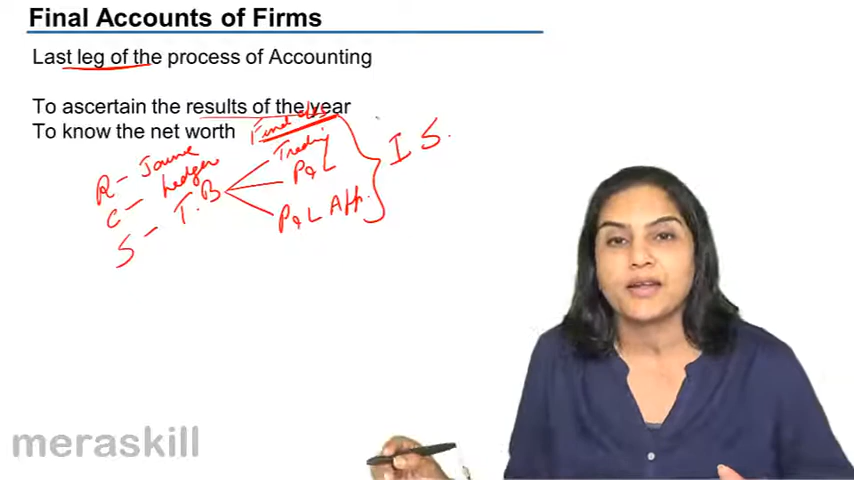 Final Accounts of Firms
Last leg of the process of Accounting
To ascertain the results of the year
To know the net worth
Final a/cs
R - Journal
C - Ledger
S - T.B
Trading
P & L
P & L App.
I S.
meraskill